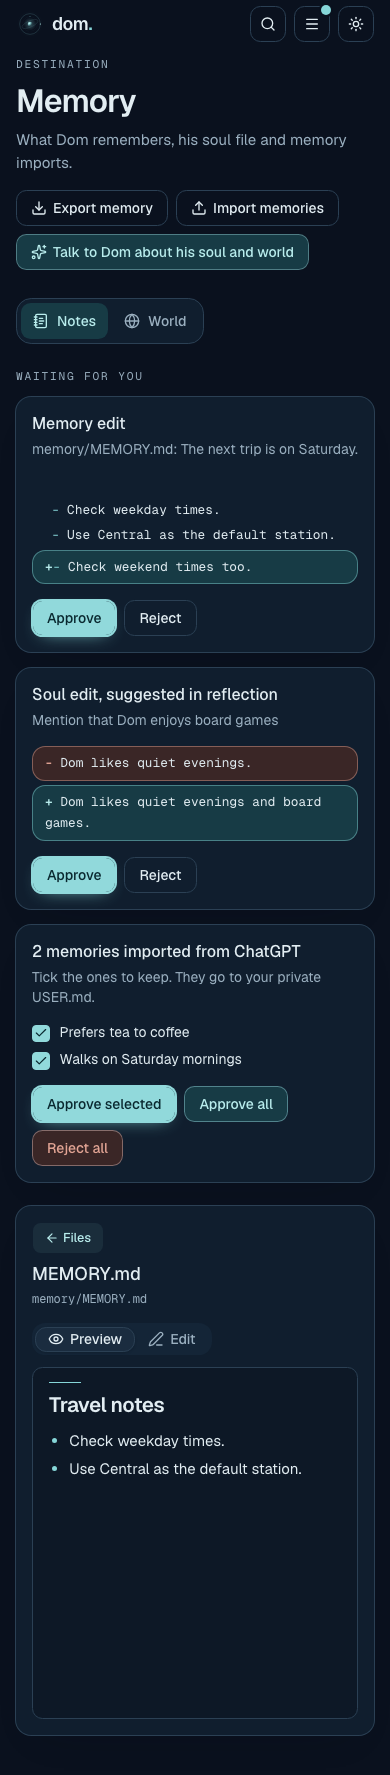 dom.
DESTINATION
Memory
What Dom remembers, his soul file and memory
imports.
Export memory
Import memories
Talk to Dom about his soul and world
Notes
World
WAITING FOR YOU
Memory edit
memory/MEMORY.md: The next trip is on Saturday.
- Check weekday times.
- Use Central as the default station.
+- Check weekend times too.
Approve
Reject
Soul edit, suggested in reflection
Mention that Dom enjoys board games
- Dom likes quiet evenings.
+ Dom likes quiet evenings and board
games.
Approve
Reject
2 memories imported from ChatGPT
Tick the ones to keep. They go to your private
USER.md.
Prefers tea to coffee
Walks on Saturday mornings
Approve selected
Approve all
Reject all
← Files
MEMORY.md
memory/MEMORY.md
Preview
Edit
Travel notes
• Check weekday times.
• Use Central as the default station.